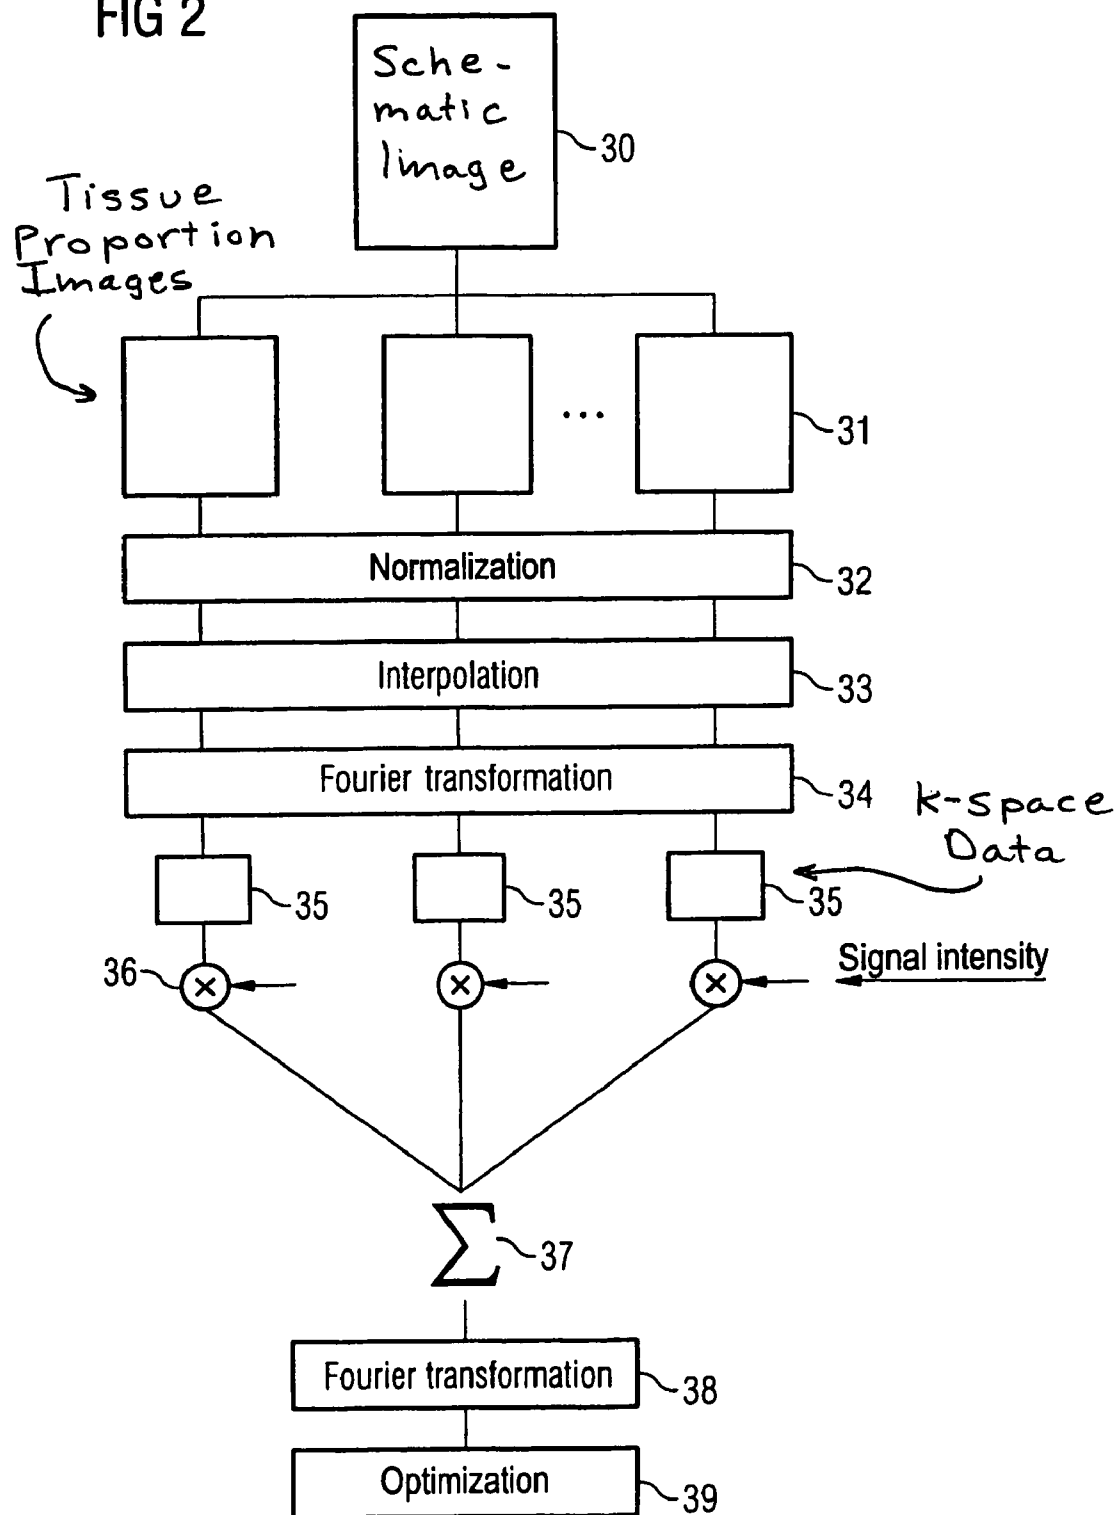 FIG 2
Sche-
matic
Image
30
Tissue
Proportion
Images
...
31
Normalization
32
Interpolation
33
Fourier transformation
34
k-space
Data
35
35
35
36
×
×
×
Signal intensity
Σ
37
Fourier transformation
38
Optimization
39